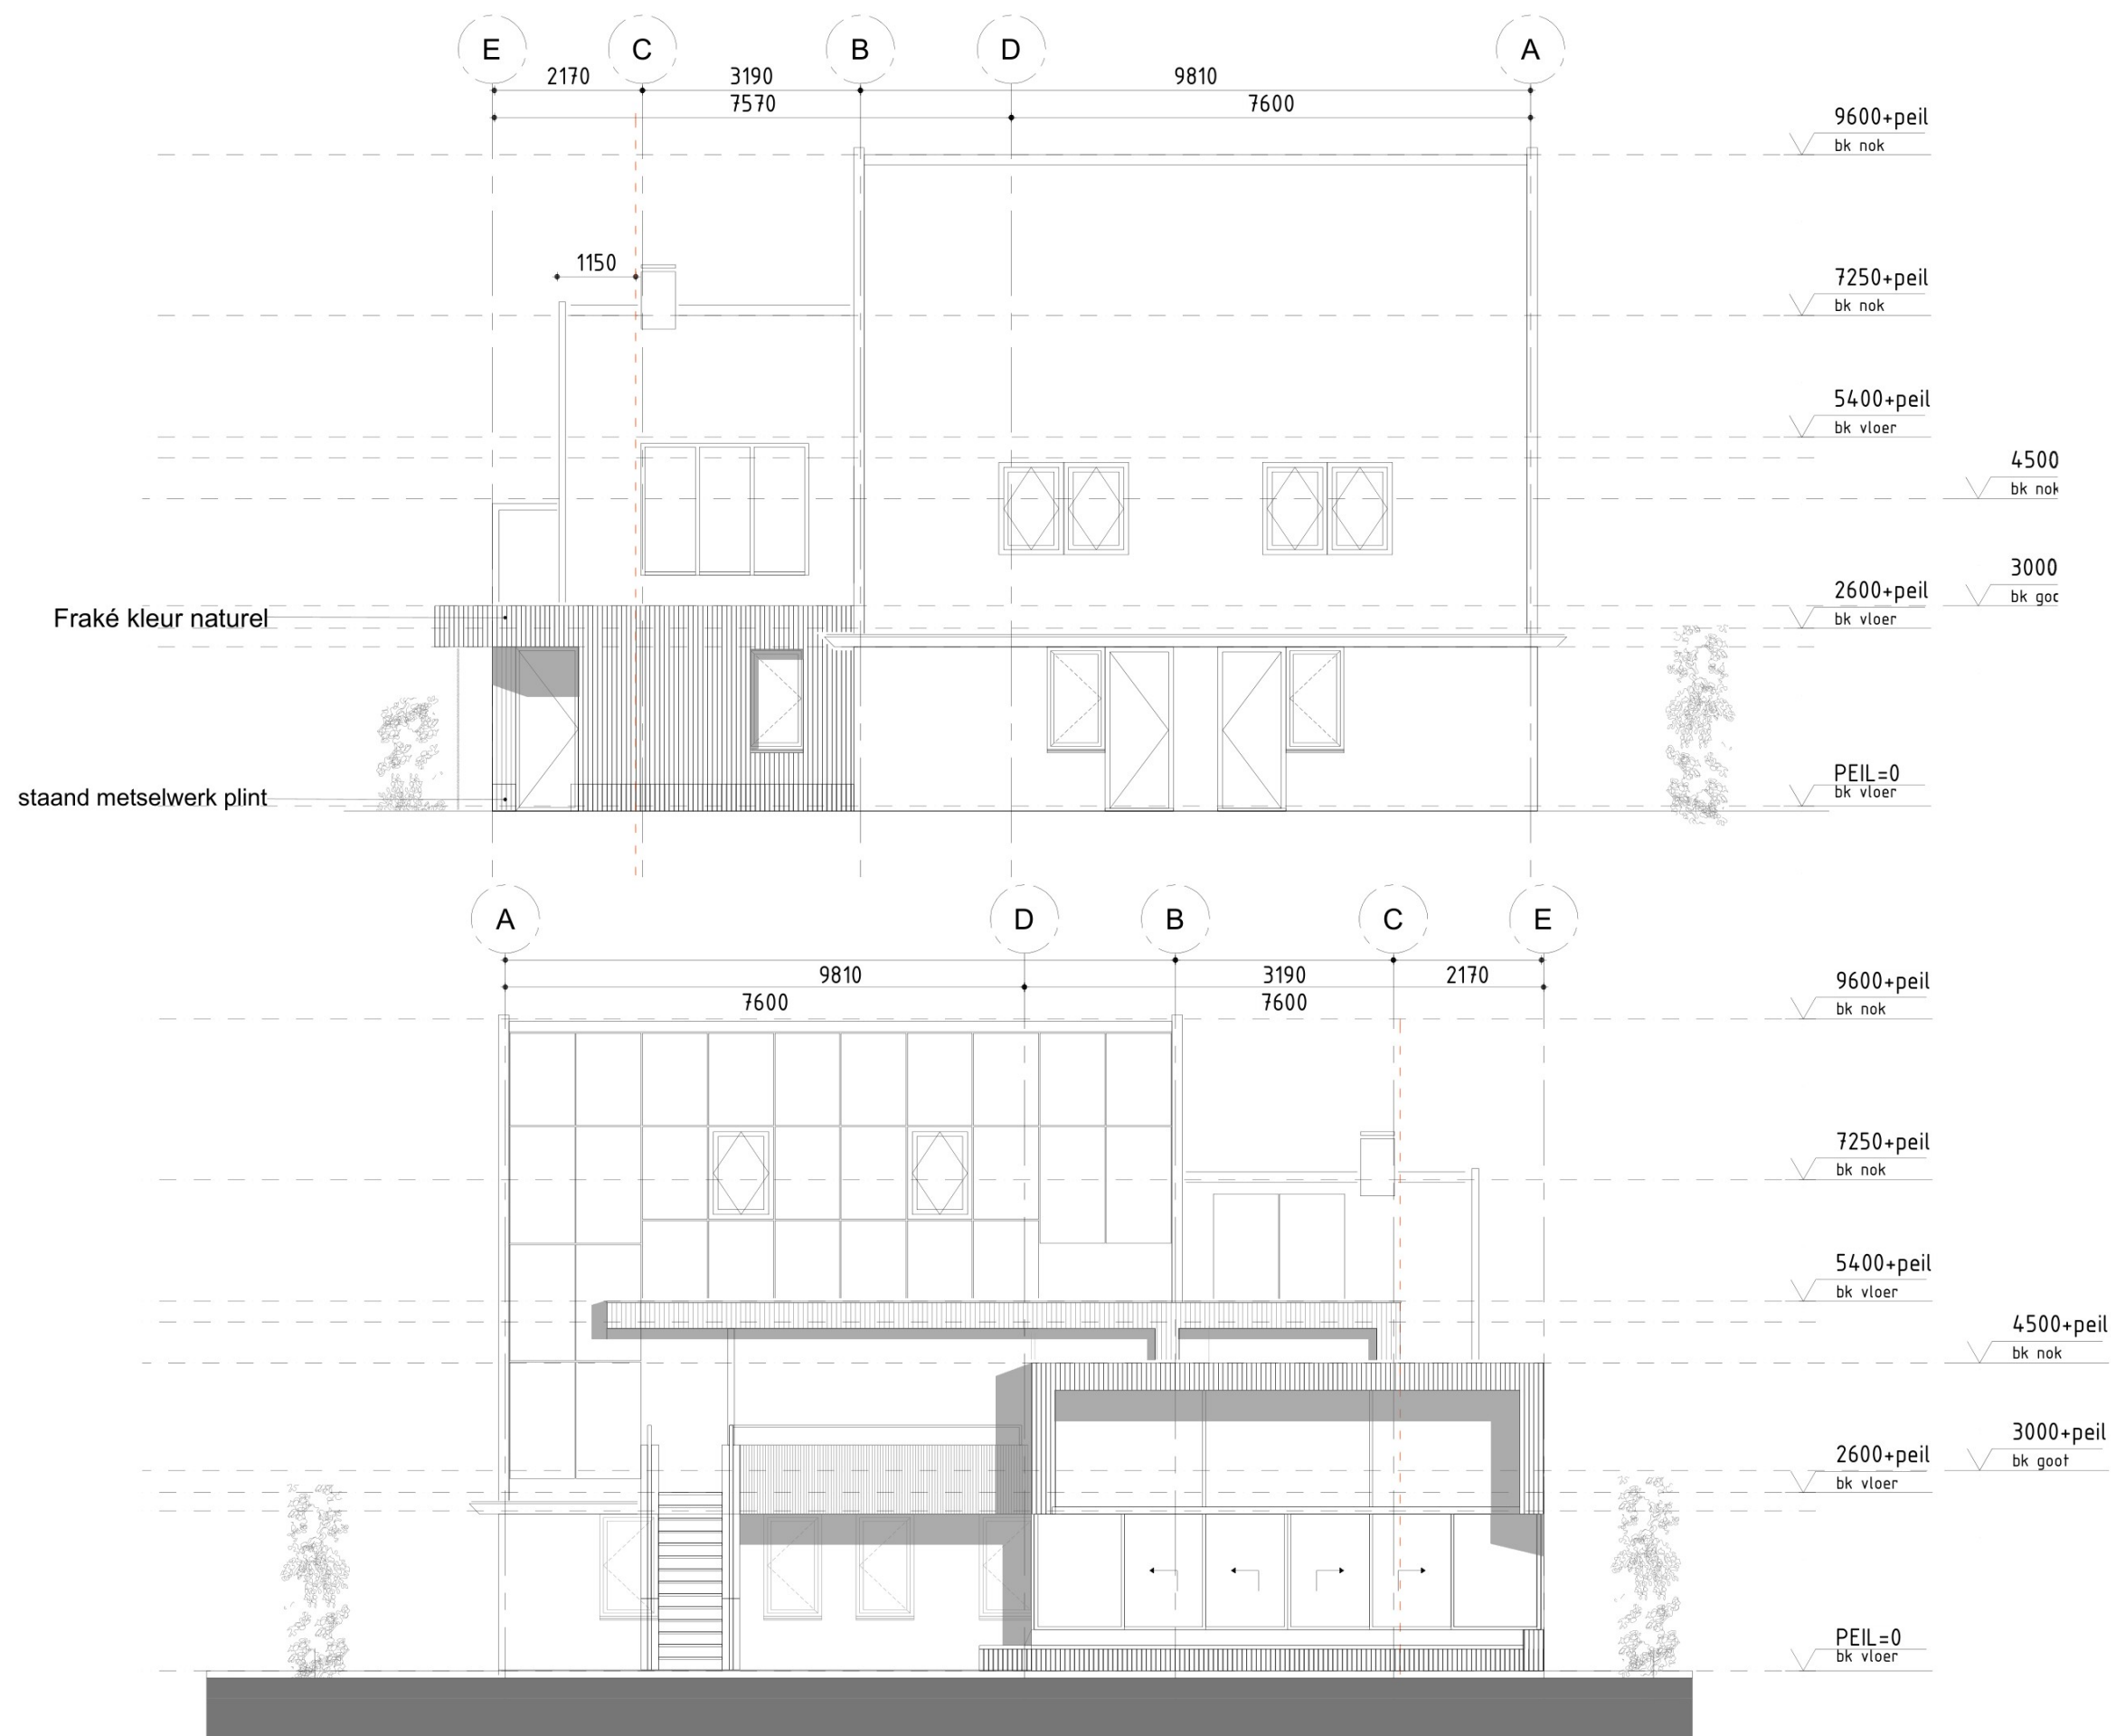 E C B D A
2170 3190 9810
7570 7600
9600+peil
bk nok
1150
7250+peil
bk nok
5400+peil
bk vloer
4500
bk nok
3000
bk goc
2600+peil
bk vloer
Fraké kleur naturel
PEIL=0
bk vloer
staand metselwerk plint
A D B C E
9810 3190 2170
7600 7600
9600+peil
bk nok
7250+peil
bk nok
5400+peil
bk vloer
4500+peil
bk nok
3000+peil
bk goot
2600+peil
bk vloer
PEIL=0
bk vloer